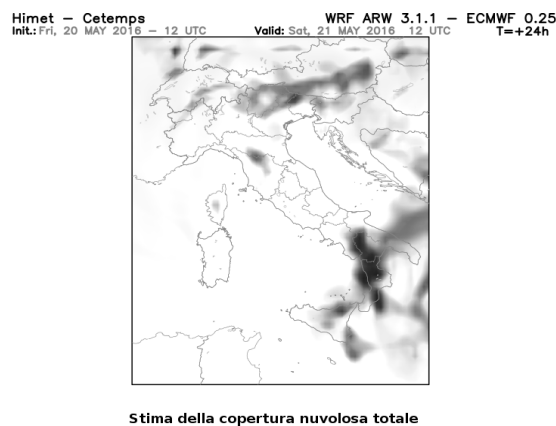 Himet – Cetemps WRF ARW 3.1.1 – ECMWF 0.25
Init.: Fri, 20 MAY 2016 – 12 UTC Valid: Sat, 21 MAY 2016 12 UTC T=+24h
Stima della copertura nuvolosa totale